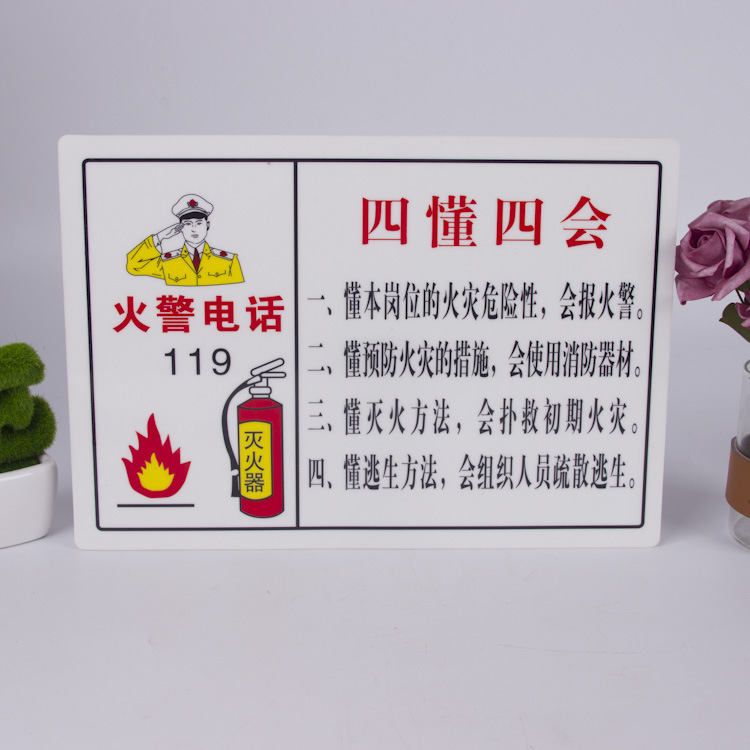 火警电话
119
灭火器
四懂四会
一、懂本岗位的火灾危险性，会报火警。
二、懂预防火灾的措施，会使用消防器材。
三、懂灭火方法，会扑救初期火灾。
四、懂逃生方法，会组织人员疏散逃生。